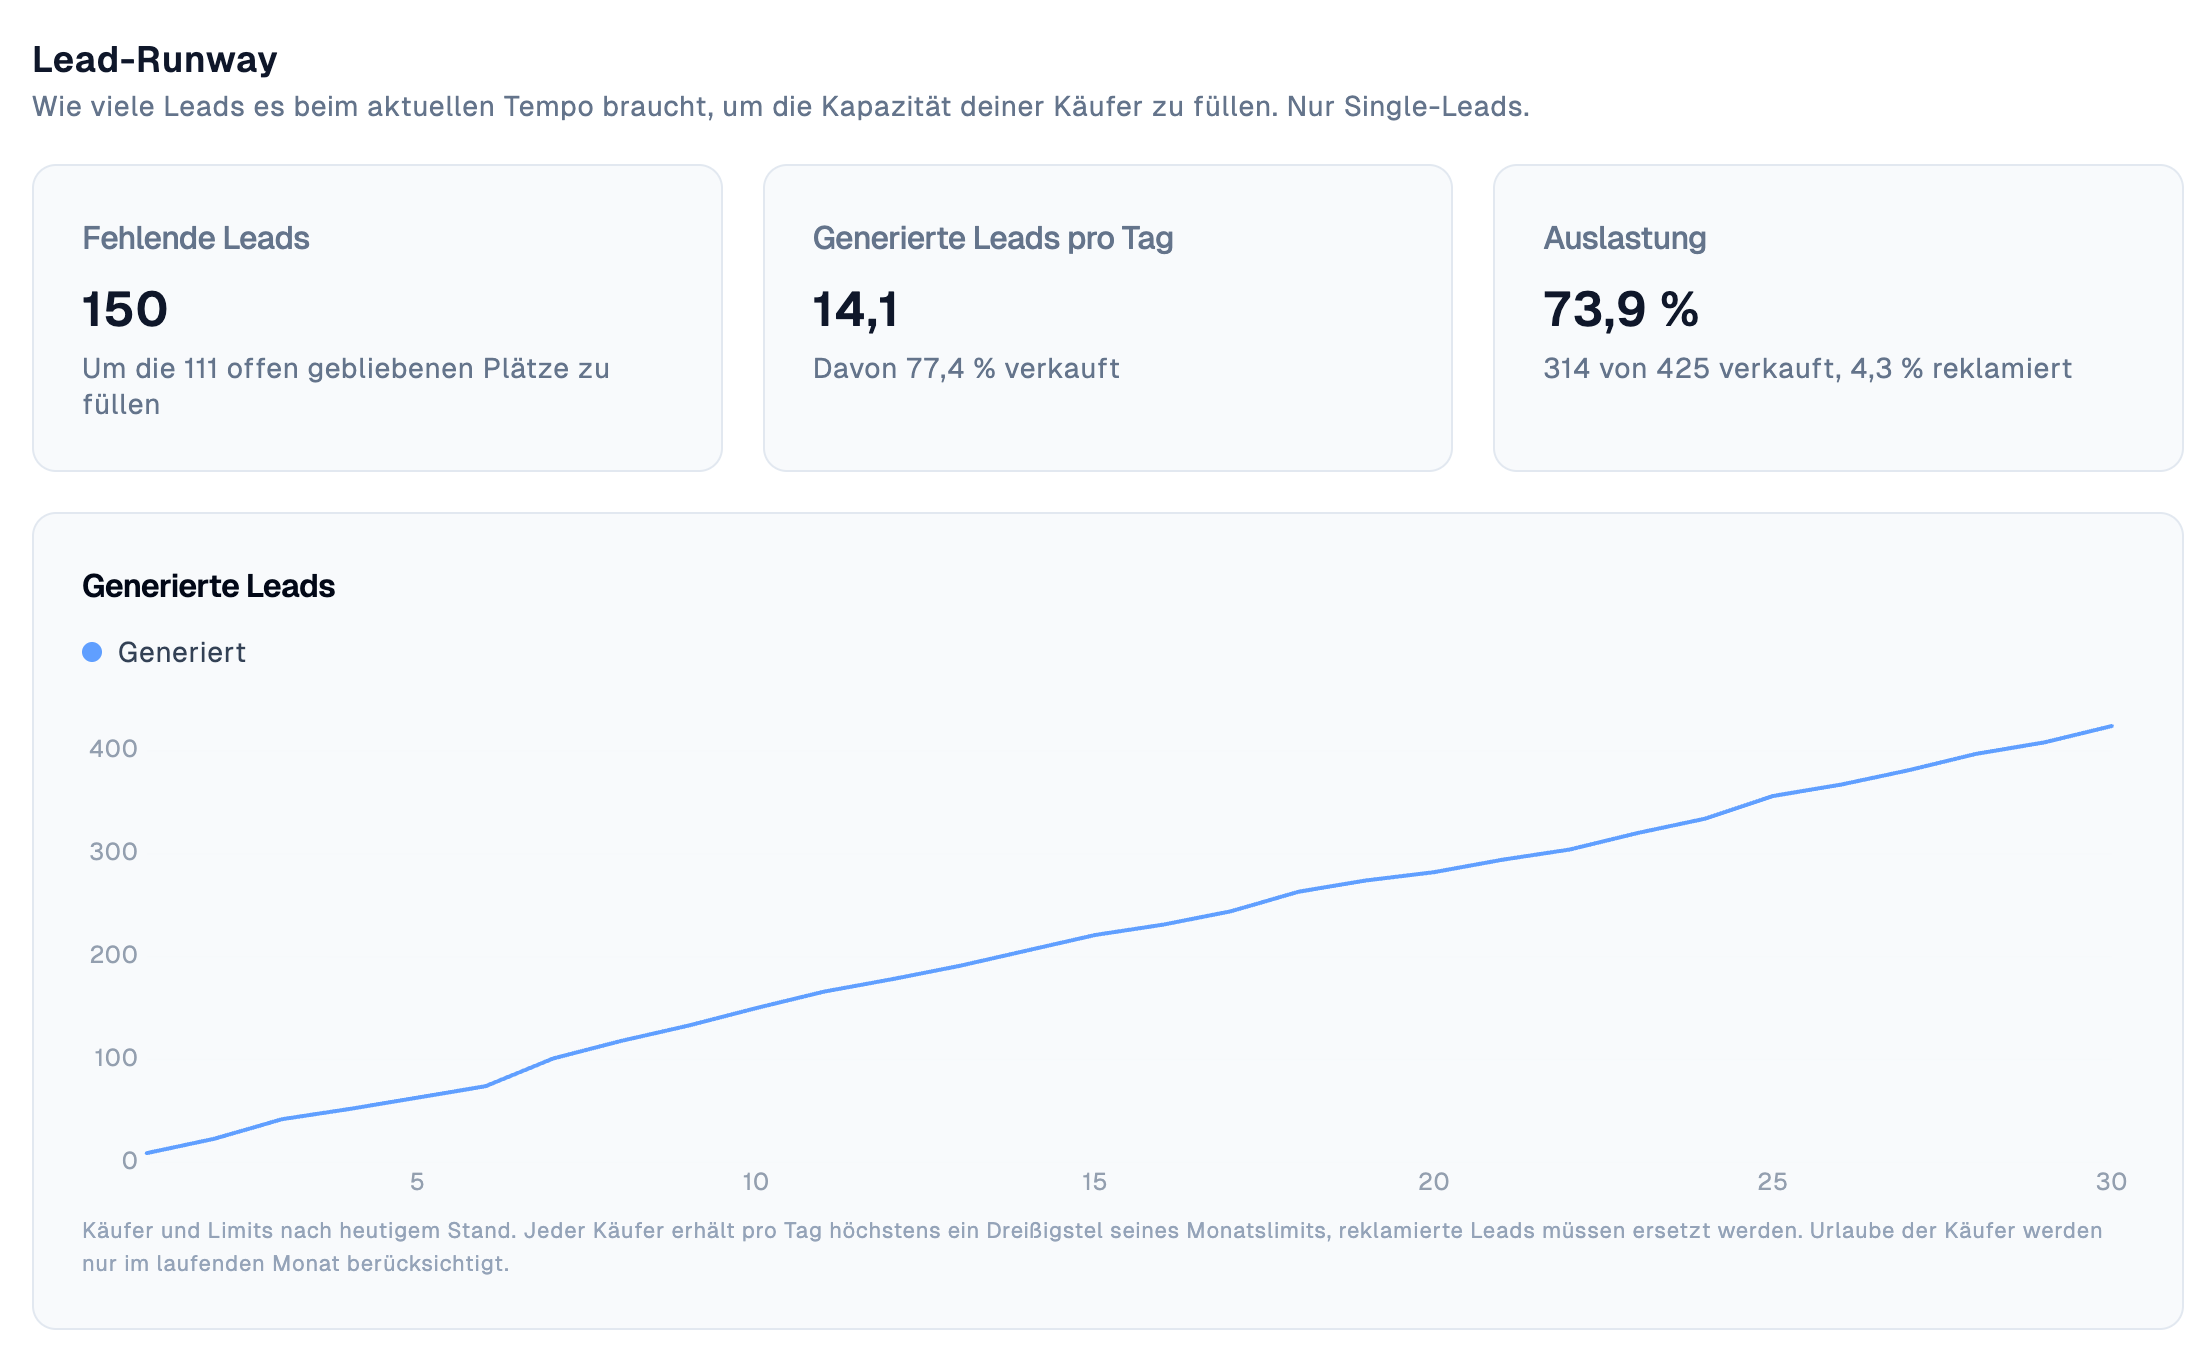 Lead-Runway
Wie viele Leads es beim aktuellen Tempo braucht, um die Kapazität deiner Käufer zu füllen. Nur Single-Leads.
Fehlende Leads
150
Um die 111 offen gebliebenen Plätze zu
füllen
Generierte Leads pro Tag
14,1
Davon 77,4 % verkauft
Auslastung
73,9 %
314 von 425 verkauft, 4,3 % reklamiert
Generierte Leads
Generiert
400
300
200
100
0
5 10 15 20 25 30
Käufer und Limits nach heutigem Stand. Jeder Käufer erhält pro Tag höchstens ein Dreißigstel seines Monatslimits, reklamierte Leads müssen ersetzt werden. Urlaube der Käufer werden
nur im laufenden Monat berücksichtigt.